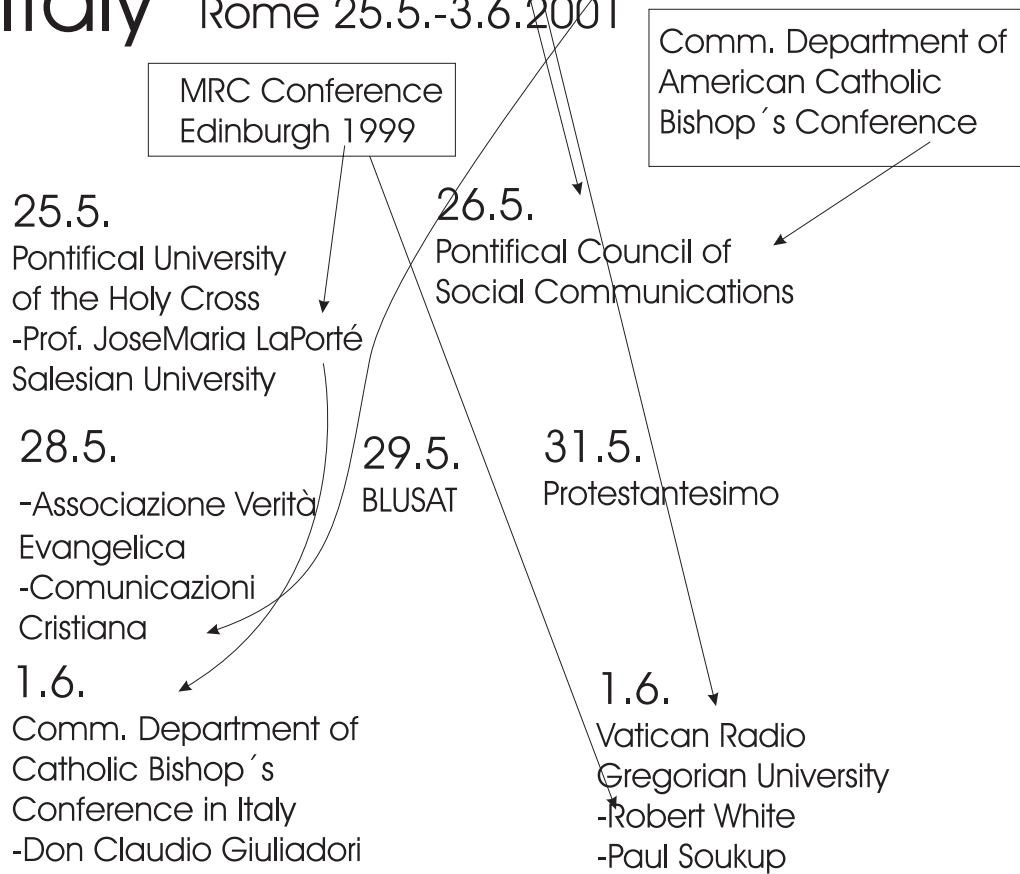 Italy Rome 25.5.-3.6.2001
MRC Conference
Edinburgh 1999
Comm. Department of
American Catholic
Bishop´s Conference
25.5.
Pontifical University
of the Holy Cross
-Prof. JoseMaria LaPorté
Salesian University
26.5.
Pontifical Council of
Social Communications
28.5.
-Associazione Verità
Evangelica
-Comunicazioni
Cristiana
29.5.
BLUSAT
31.5.
Protestantesimo
1.6.
Comm. Department of
Catholic Bishop´s
Conference in Italy
-Don Claudio Giuliadori
1.6.
Vatican Radio
Gregorian University
-Robert White
-Paul Soukup